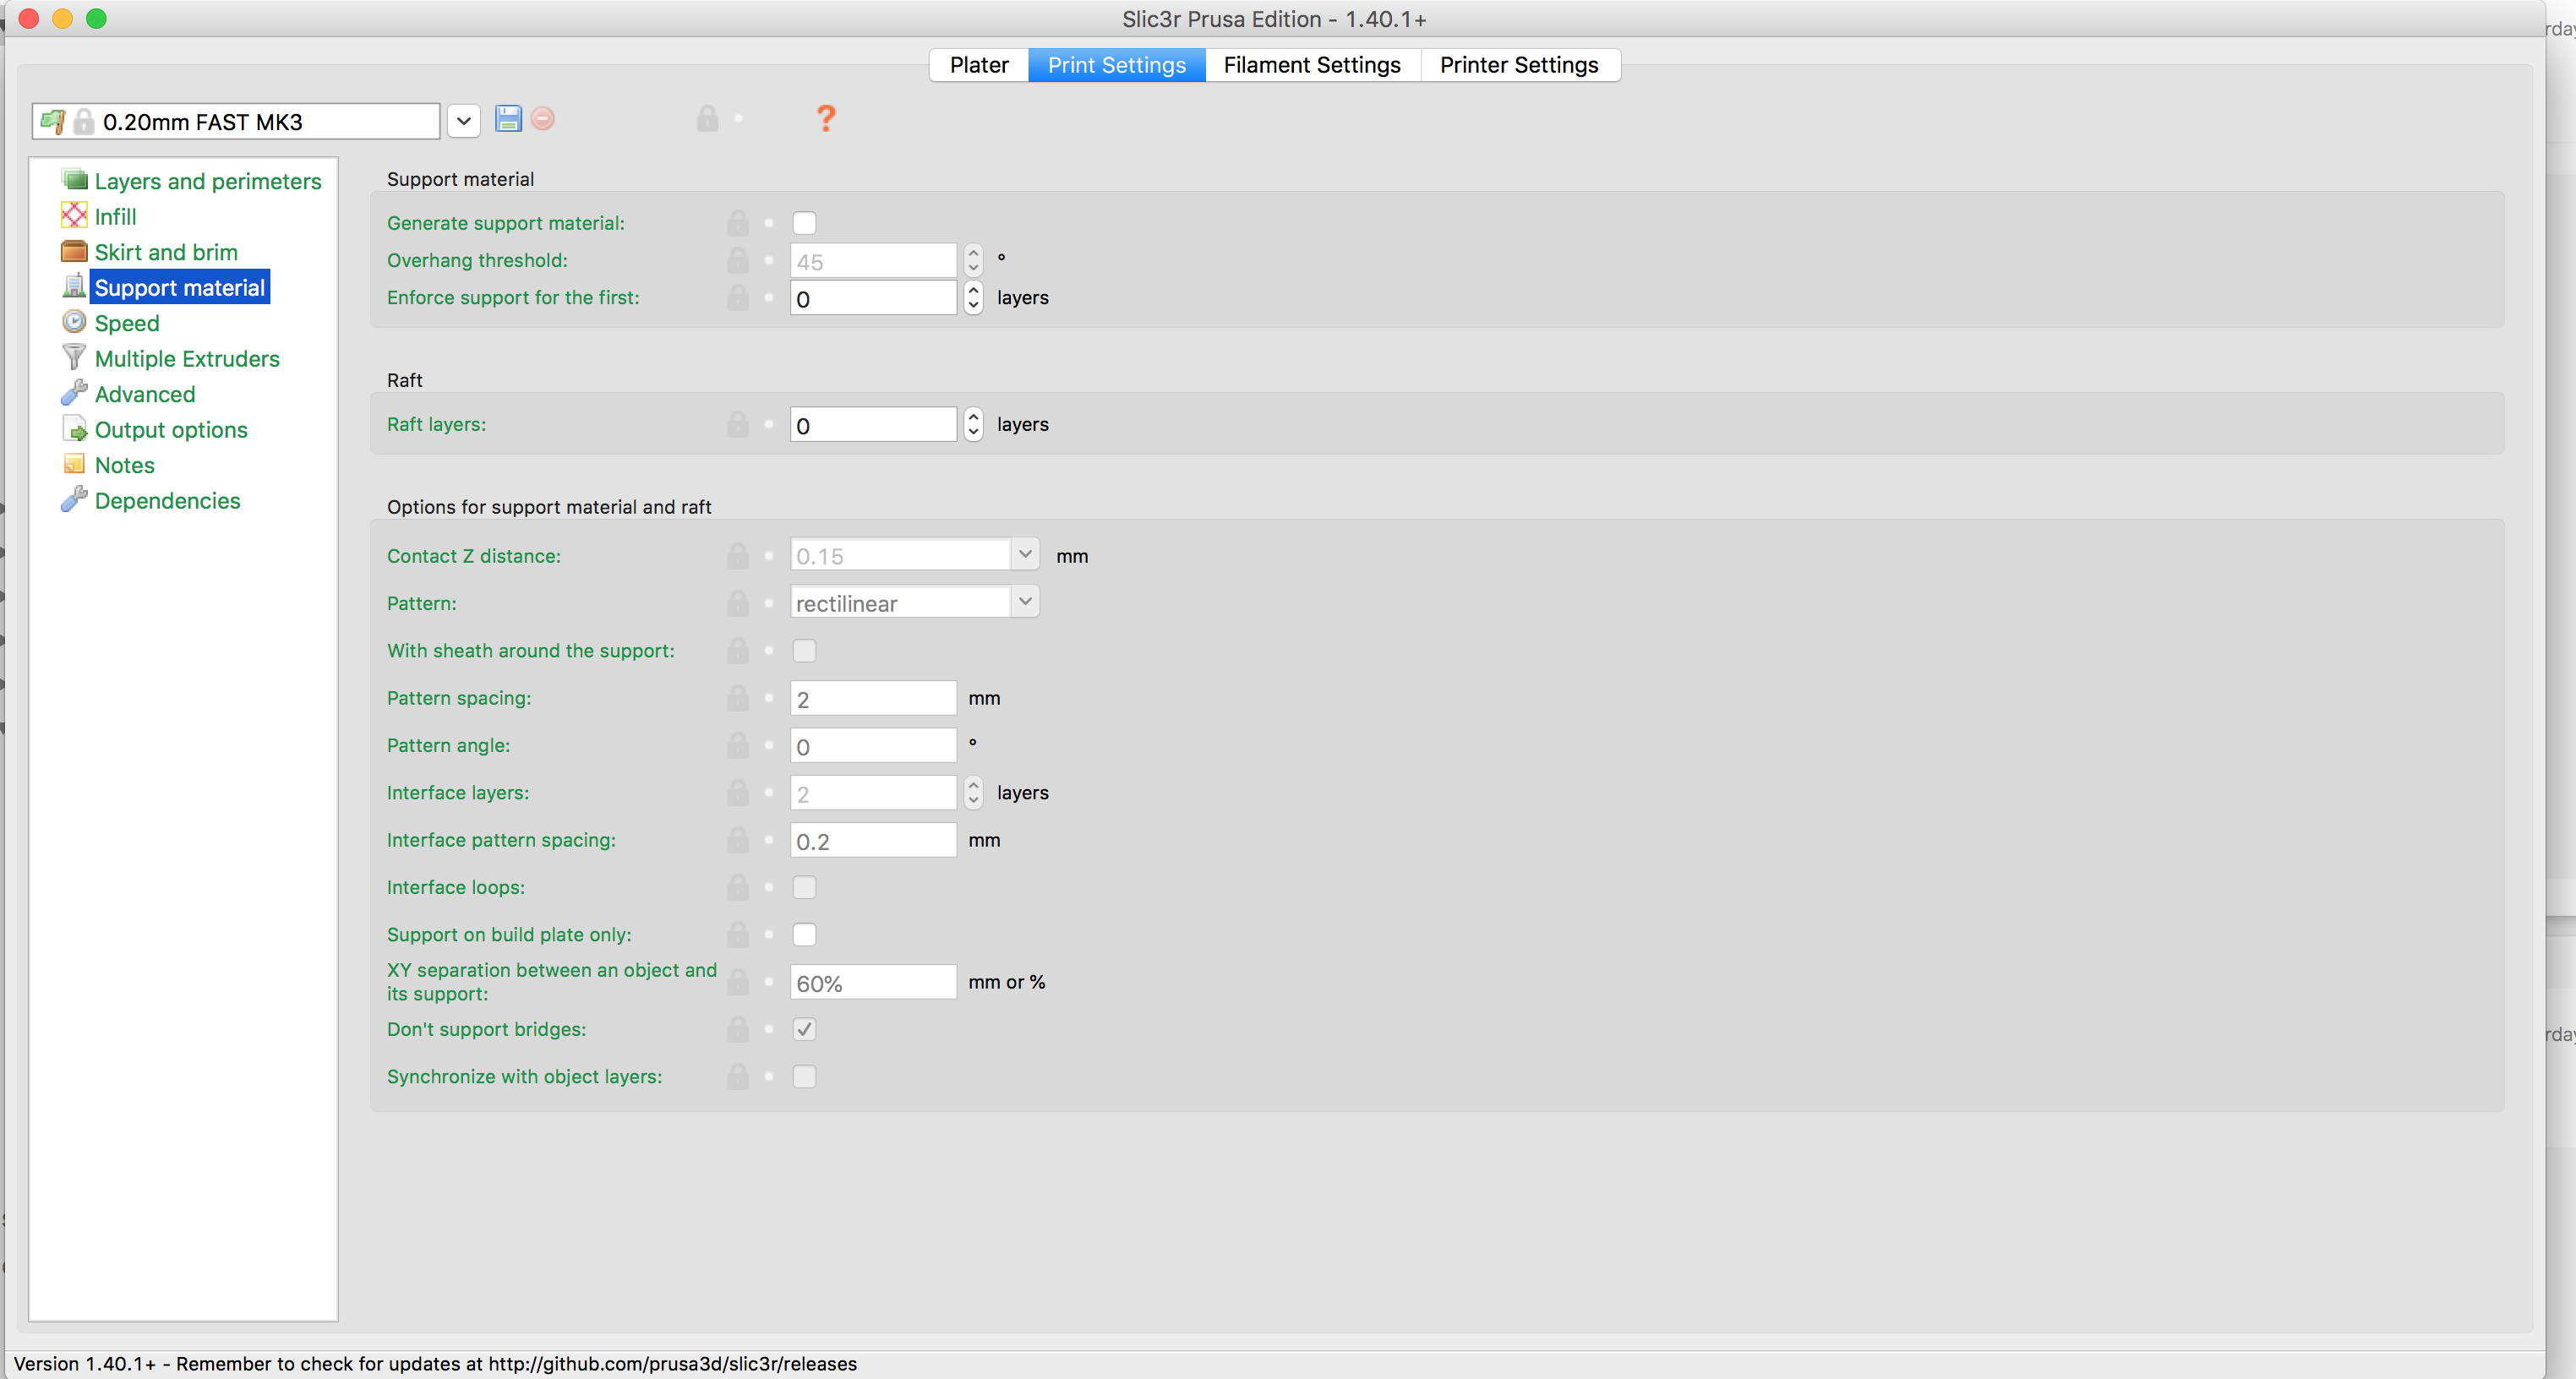 Slic3r Prusa Edition - 1.40.1+
Plater
Print Settings
Filament Settings
Printer Settings
0.20mm FAST MK3
?
Layers and perimeters
Infill
Skirt and brim
Support material
Speed
Multiple Extruders
Advanced
Output options
Notes
Dependencies
Support material
Generate support material:
Overhang threshold: 45 °
Enforce support for the first: 0 layers
Raft
Raft layers: 0 layers
Options for support material and raft
Contact Z distance: 0.15 mm
Pattern: rectilinear
With sheath around the support:
Pattern spacing: 2 mm
Pattern angle: 0 °
Interface layers: 2 layers
Interface pattern spacing: 0.2 mm
Interface loops:
Support on build plate only:
XY separation between an object and
its support: 60% mm or %
Don't support bridges:
Synchronize with object layers:
Version 1.40.1+ - Remember to check for updates at http://github.com/prusa3d/slic3r/releases